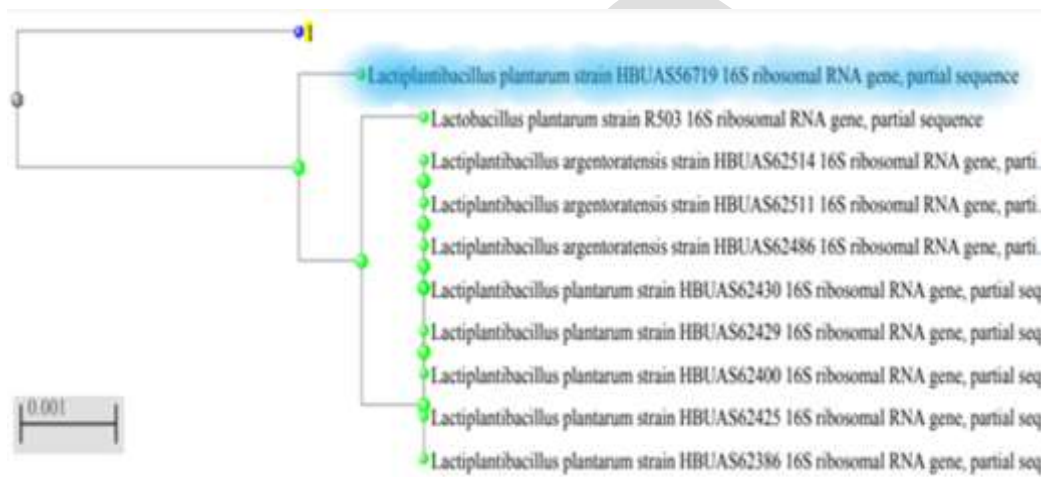 Lactiplantibacillus plantarum strain HBUAS56719 16S ribosomal RNA gene, partial sequence
Lactobacillus plantarum strain R503 16S ribosomal RNA gene, partial sequence
Lactiplantibacillus argentoratensis strain HBUAS62514 16S ribosomal RNA gene, parti.
Lactiplantibacillus argentoratensis strain HBUAS62511 16S ribosomal RNA gene, parti.
Lactiplantibacillus argentoratensis strain HBUAS62486 16S ribosomal RNA gene, parti.
Lactiplantibacillus plantarum strain HBUAS62430 16S ribosomal RNA gene, partial seq
Lactiplantibacillus plantarum strain HBUAS62429 16S ribosomal RNA gene, partial seq
Lactiplantibacillus plantarum strain HBUAS62400 16S ribosomal RNA gene, partial seq
0.001
Lactiplantibacillus plantarum strain HBUAS62425 16S ribosomal RNA gene, partial seq
Lactiplantibacillus plantarum strain HBUAS62386 16S ribosomal RNA gene, partial seq